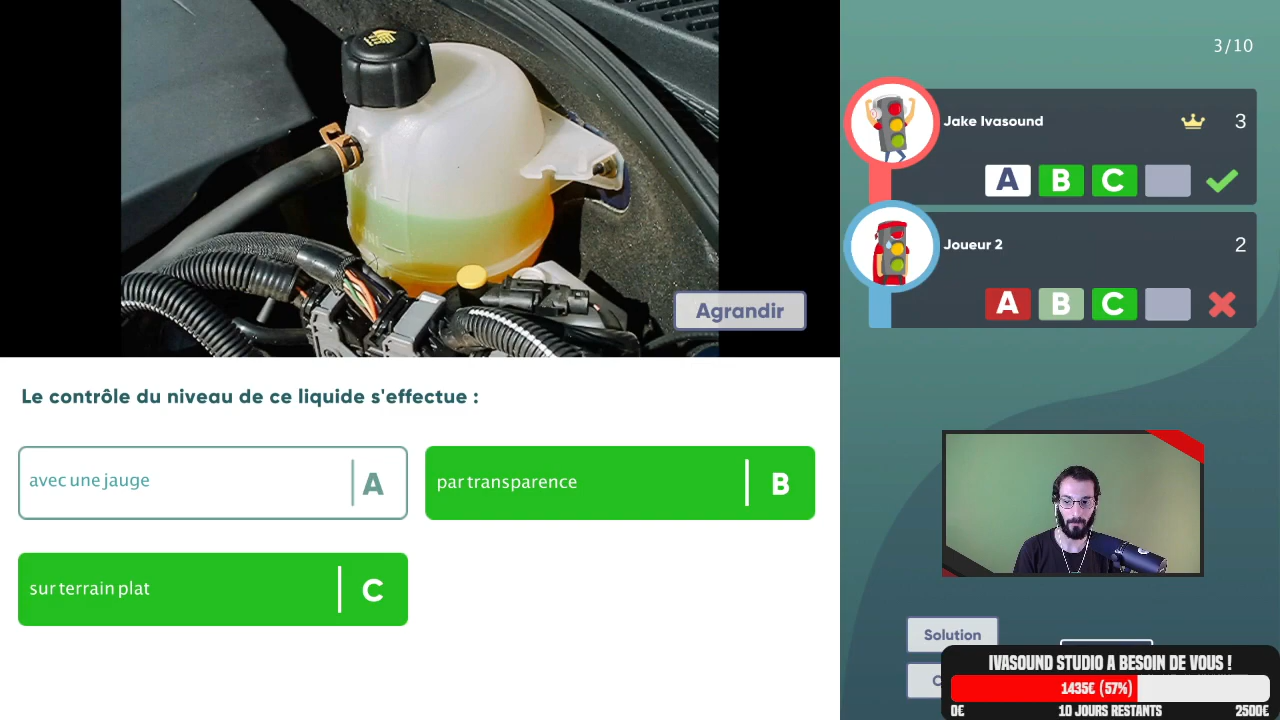 3/10
Jake Ivasound
3
A
B
C
Joueur 2
2
A
B
C
Agrandir
Le contrôle du niveau de ce liquide s'effectue :
avec une jauge
A
par transparence
B
sur terrain plat
C
Solution
IVASOUND STUDIO A BESOIN DE VOUS !
1435€ (57%)
0€
10 JOURS RESTANTS
2500€